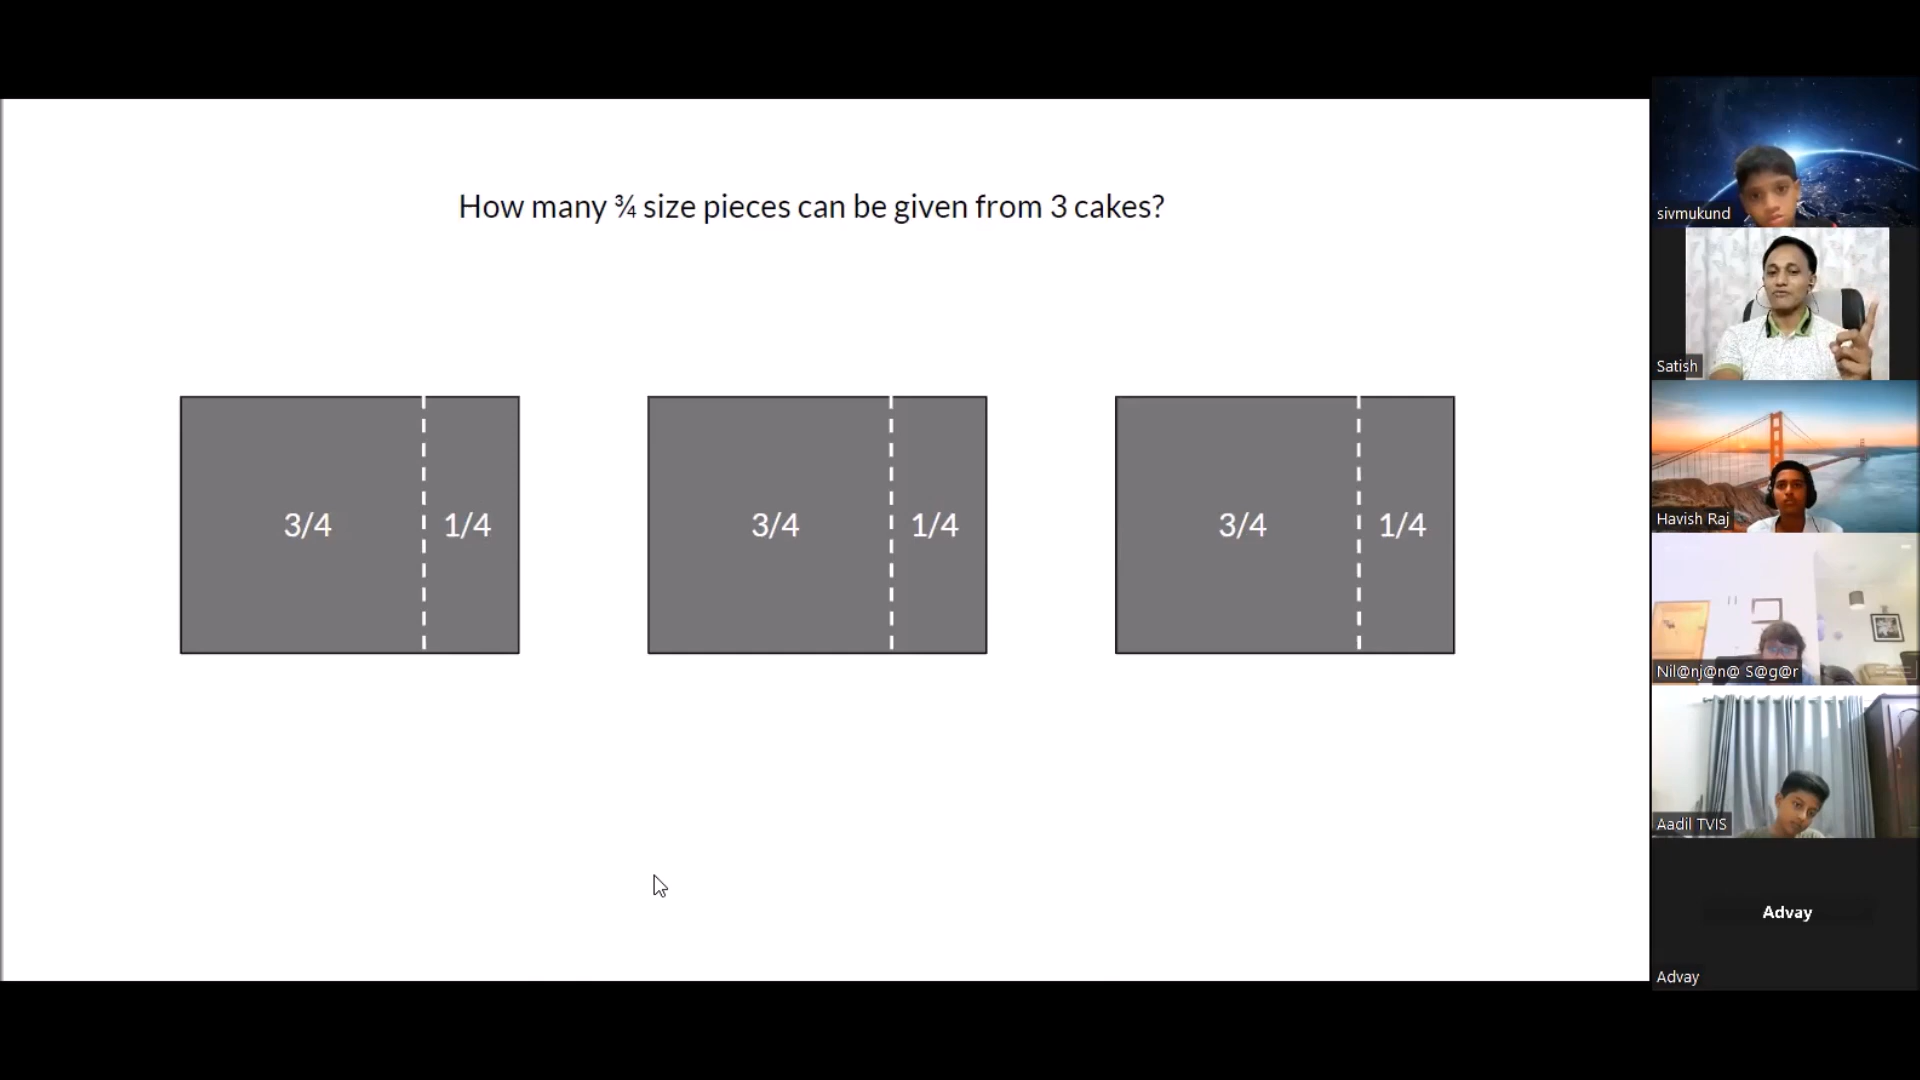 How many ¾ size pieces can be given from 3 cakes?
3/4 1/4 3/4 1/4 3/4 1/4
sivmukund
Satish
Havish Raj
Nil@nj@n@ S@g@r
Aadil TVIS
Advay
Advay